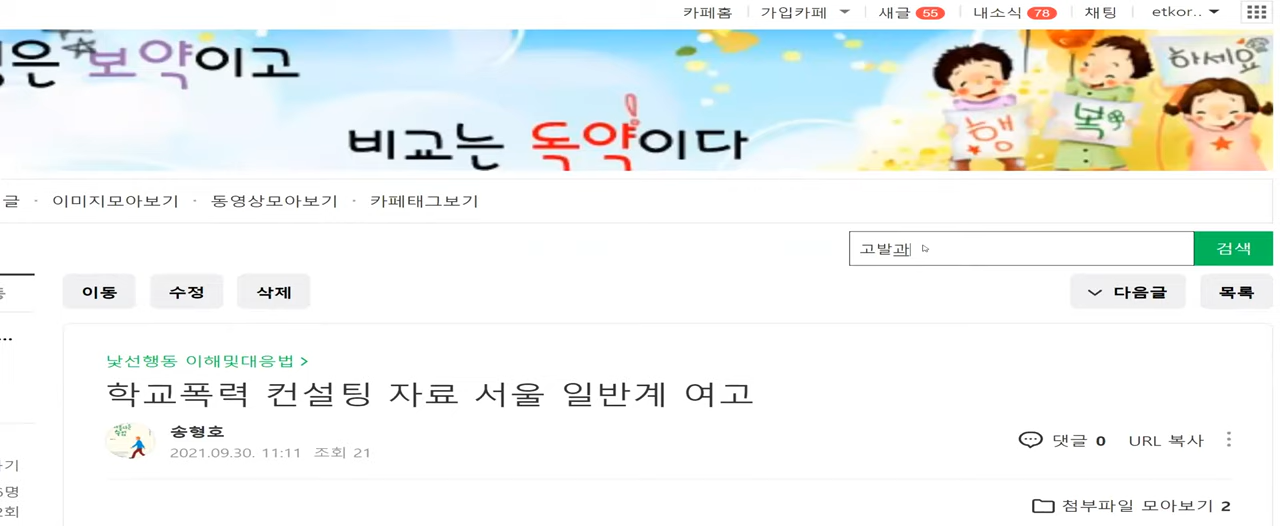 카페홈 가입카페 새글 55 내소식 78 채팅 etkor..
은 보약이고
비교는 독약이다
행 복 하세요
글 · 이미지모아보기 · 동영상모아보기 · 카페태그보기
고발과 검색
이동 수정 삭제 다음글 목록
낯선행동 이해및대응법 >
학교폭력 컨설팅 자료 서울 일반계 여고
송형호
2021.09.30. 11:11 조회 21
댓글 0 URL 복사
첨부파일 모아보기 2